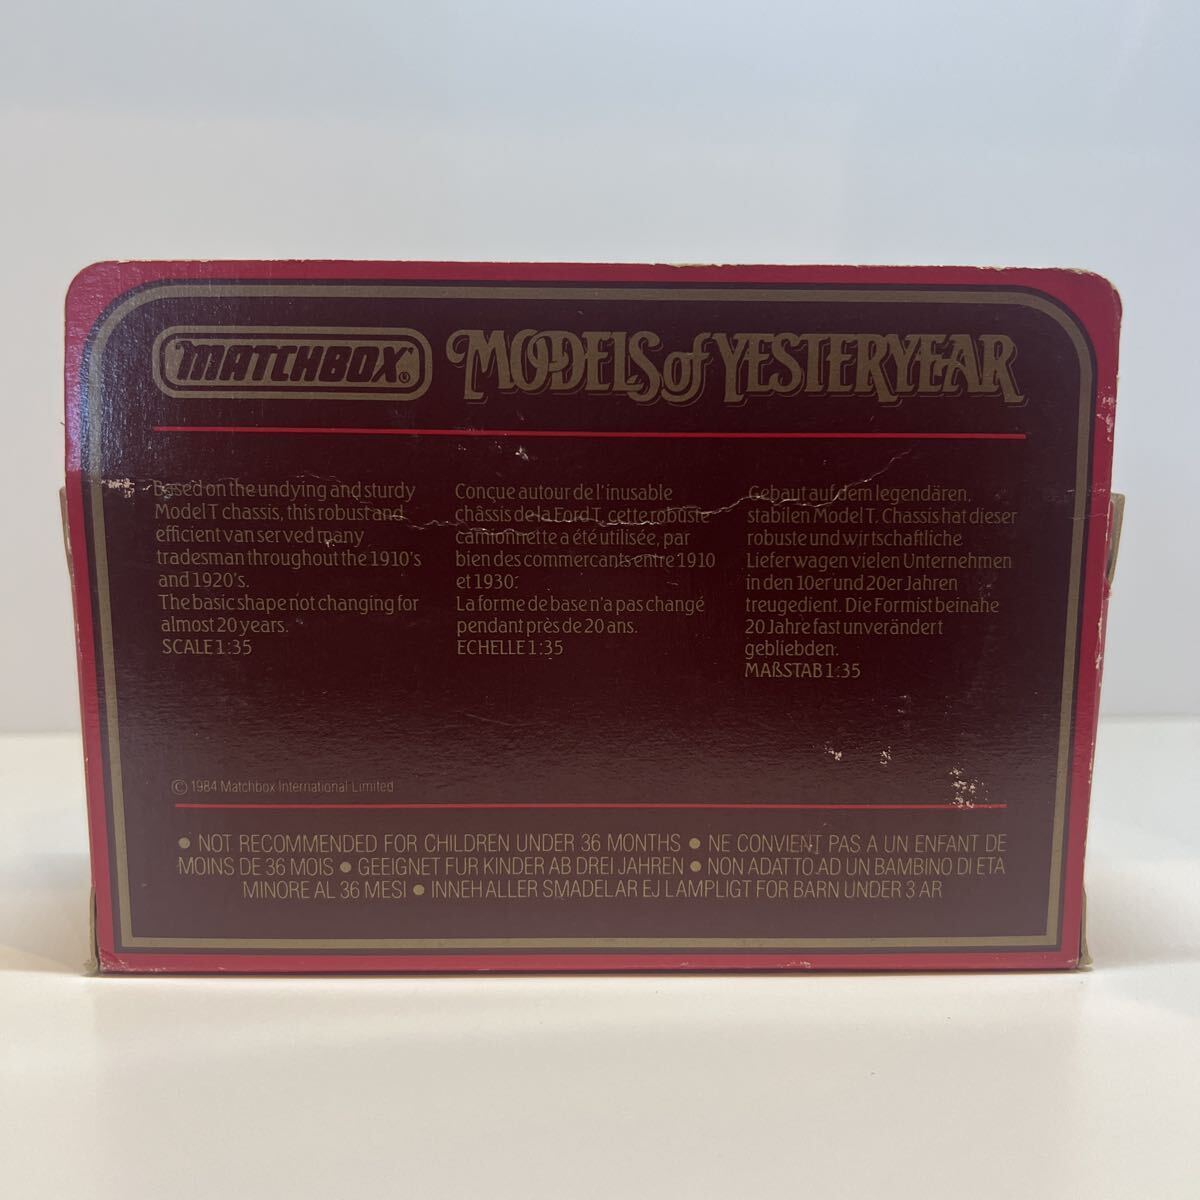 MATCHBOX ® MODELS of YESTERYEAR
Based on the undying and sturdy
Model T chassis, this robust and
efficient van served many
tradesman throughout the 1910's
and 1920's.
The basic shape not changing for
almost 20 years.
SCALE 1:35
Conçue autour de l'inusable
châssis de la Ford T, cette robuste
camionnette a été utilisée, par
bien des commercants entre 1910
et 1930:
La forme de base n'a pas changé
pendant près de 20 ans.
ECHELLE 1:35
Gebaut auf dem legendären,
stabilen Model T. Chassis hat dieser
robuste und wirtschaftliche
Lieferwagen vielen Unternehmen
in den 10er und 20er Jahren
treugedient. Die Form ist beinahe
20 Jahre fast unverändert
gebliebden.
MAßSTAB 1:35
© 1984 Matchbox International Limited
• NOT RECOMMENDED FOR CHILDREN UNDER 36 MONTHS • NE CONVIENT PAS A UN ENFANT DE
MOINS DE 36 MOIS • GEEIGNET FUR KINDER AB DREI JAHREN • NON ADATTO AD UN BAMBINO DI ETA
MINORE AL 36 MESI • INNEHALLER SMADELAR EJ LAMPLIGT FOR BARN UNDER 3 AR